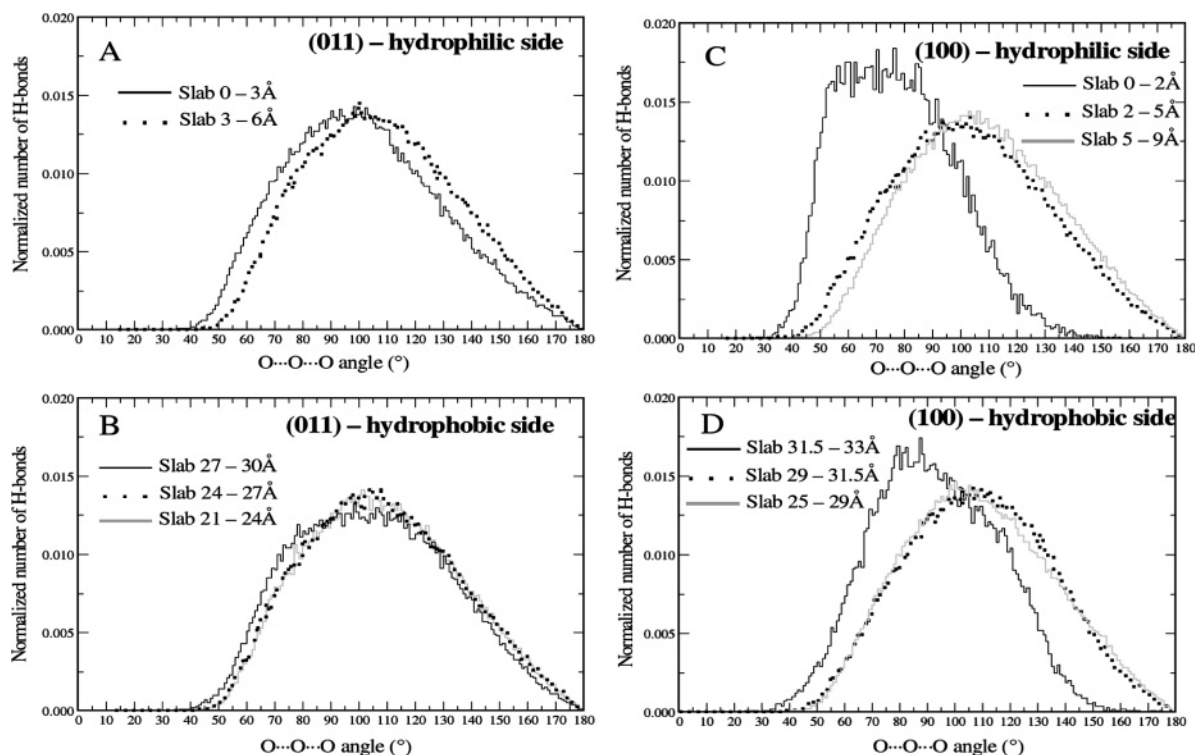 A
(011) – hydrophilic side
Slab 0 – 3Å
Slab 3 – 6Å
Normalized number of H-bonds
0.020
0.015
0.010
0.005
0.000
0 10 20 30 40 50 60 70 80 90 100 110 120 130 140 150 160 170 180
O···O···O angle (°)
C
(100) – hydrophilic side
Slab 0 – 2Å
Slab 2 – 5Å
Slab 5 – 9Å
Normalized number of H-bonds
0.020
0.015
0.010
0.005
0.000
0 10 20 30 40 50 60 70 80 90 100 110 120 130 140 150 160 170 180
O···O···O angle (°)
B
(011) – hydrophobic side
Slab 27 – 30Å
Slab 24 – 27Å
Slab 21 – 24Å
Normalized number of H-bonds
0.020
0.015
0.010
0.005
0.000
0 10 20 30 40 50 60 70 80 90 100 110 120 130 140 150 160 170 180
O···O···O angle (°)
D
(100) – hydrophobic side
Slab 31.5 – 33Å
Slab 29 – 31.5Å
Slab 25 – 29Å
Normalized number of H-bonds
0.020
0.015
0.010
0.005
0.000
0 10 20 30 40 50 60 70 80 90 100 110 120 130 140 150 160 170 180
O···O···O angle (°)